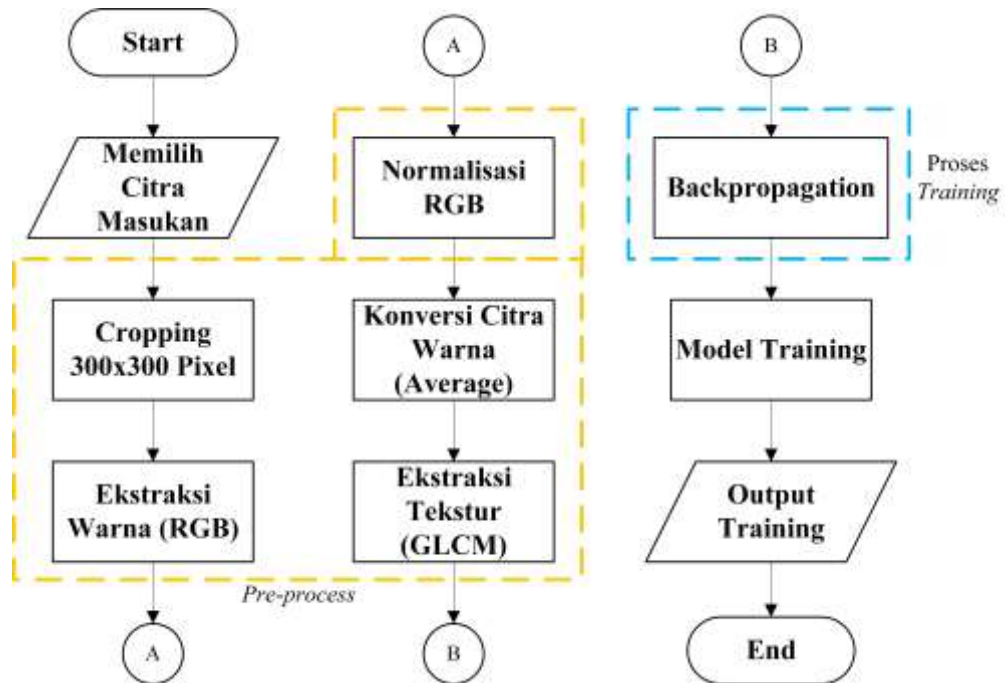 Start
Memilih
Citra
Masukan
Cropping
300x300 Pixel
Ekstraksi
Warna (RGB)
Pre-process
A
A
Normalisasi
RGB
Konversi Citra
Warna
(Average)
Ekstraksi
Tekstur
(GLCM)
B
B
Backpropagation
Proses
Training
Model Training
Output
Training
End